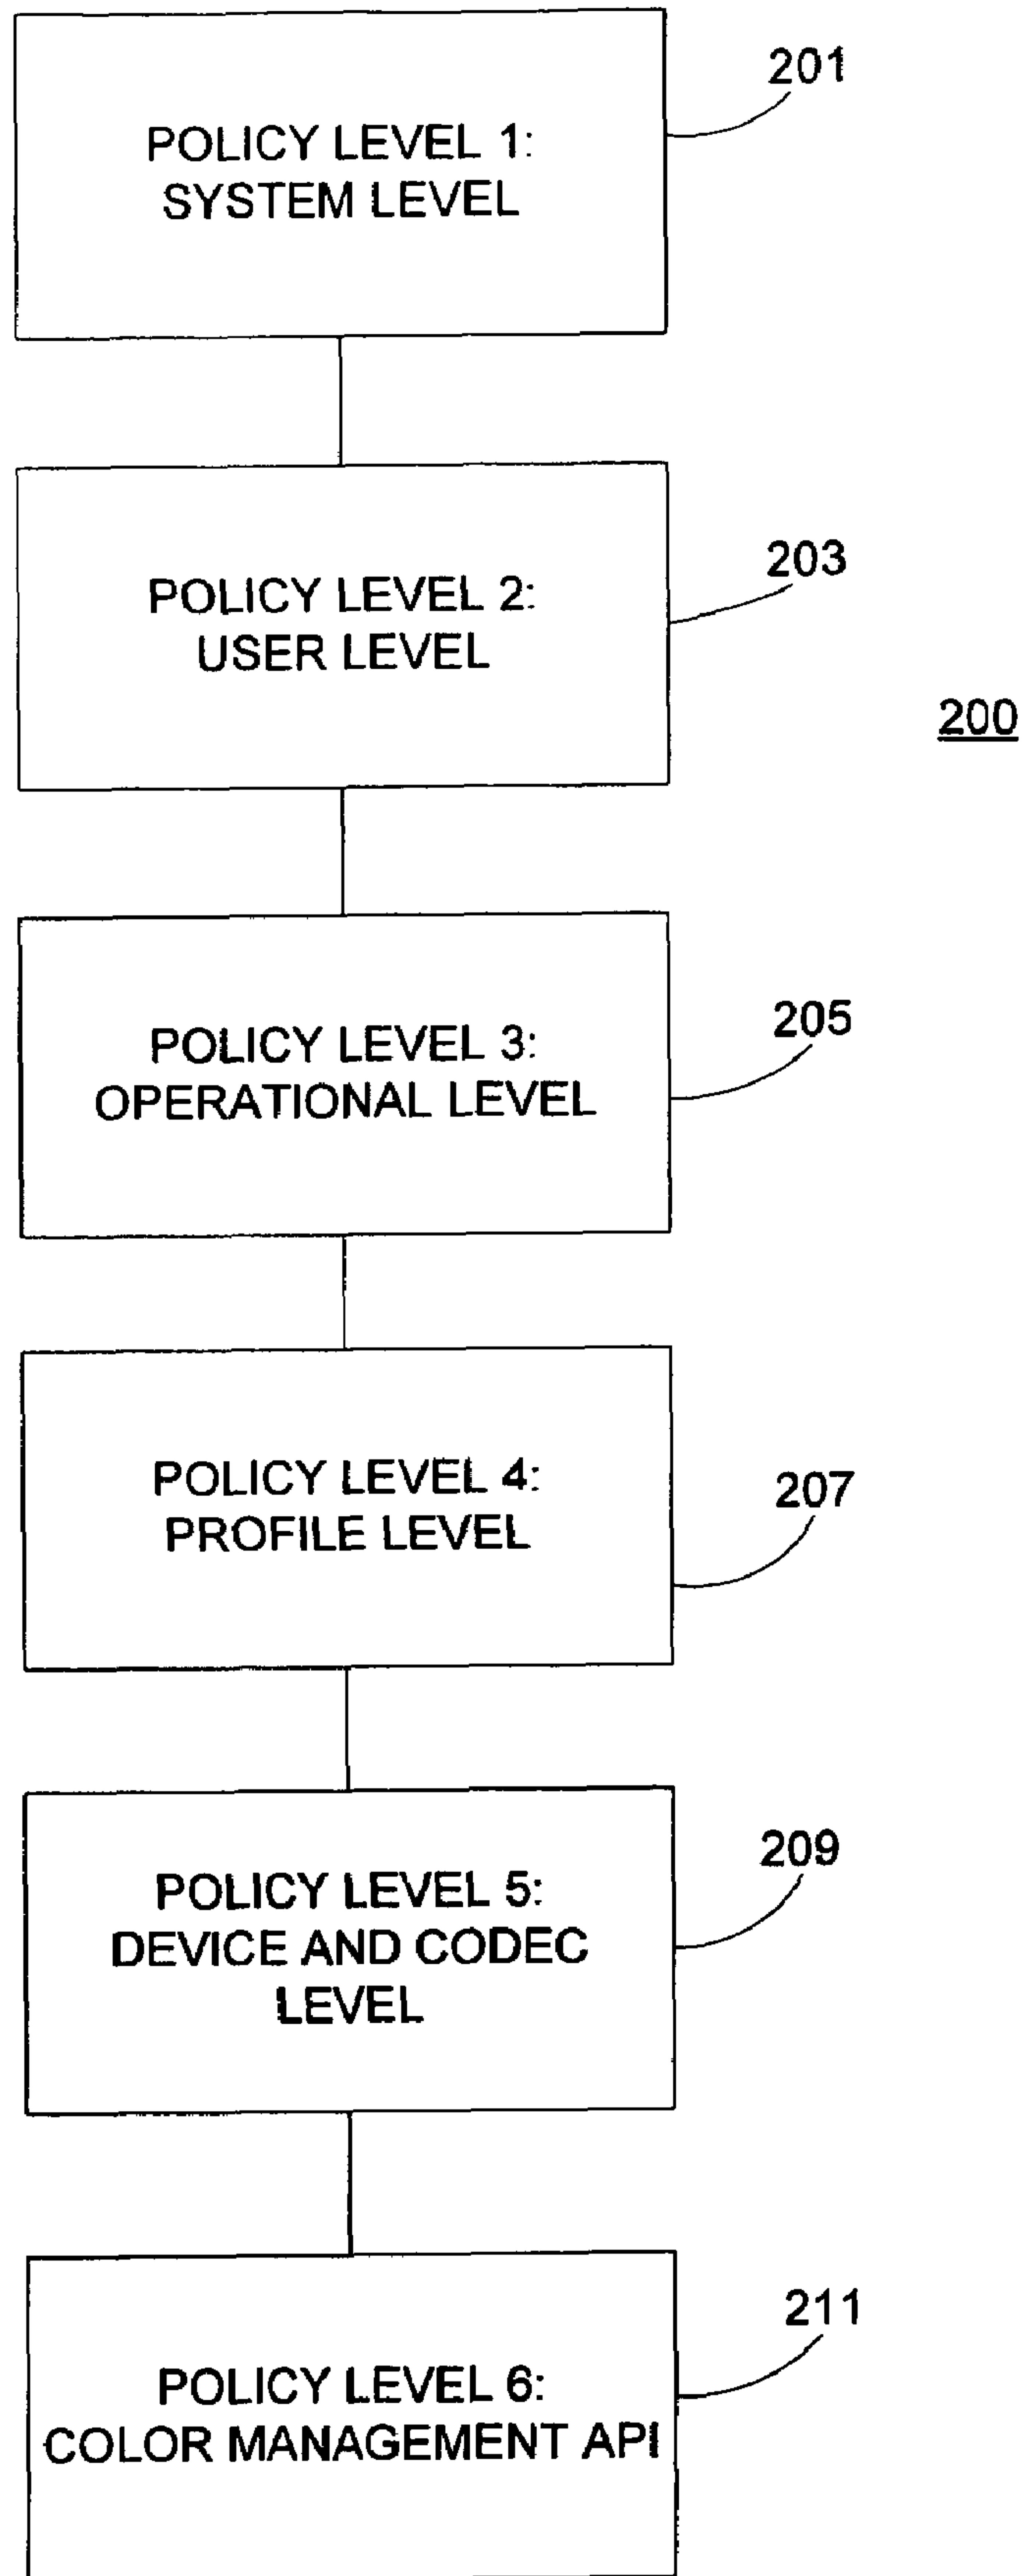 POLICY LEVEL 1:
SYSTEM LEVEL
201
POLICY LEVEL 2:
USER LEVEL
203
200
POLICY LEVEL 3:
OPERATIONAL LEVEL
205
POLICY LEVEL 4:
PROFILE LEVEL
207
POLICY LEVEL 5:
DEVICE AND CODEC
LEVEL
209
POLICY LEVEL 6:
COLOR MANAGEMENT API
211